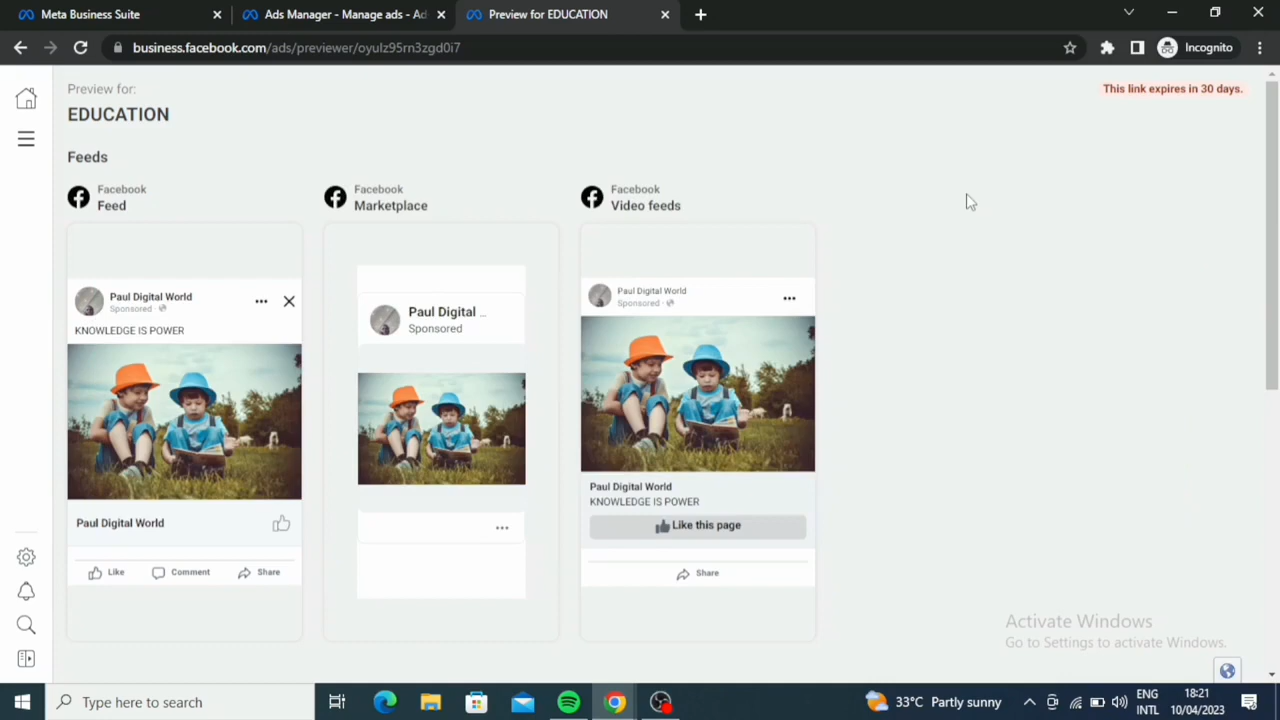 Meta Business Suite
Ads Manager - Manage ads - Ad
Preview for EDUCATION
business.facebook.com/ads/previewer/oyulz95rn3zgd0i7
Incognito
Preview for:
EDUCATION
This link expires in 30 days.
Feeds
Facebook
Feed
Facebook
Marketplace
Facebook
Video feeds
Paul Digital World
Sponsored ·
KNOWLEDGE IS POWER
Paul Digital World
Like
Comment
Share
Paul Digital ...
Sponsored
Paul Digital World
Sponsored ·
Paul Digital World
KNOWLEDGE IS POWER
Like this page
Share
Activate Windows
Go to Settings to activate Windows.
Type here to search
33°C Partly sunny
ENG
INTL
18:21
10/04/2023